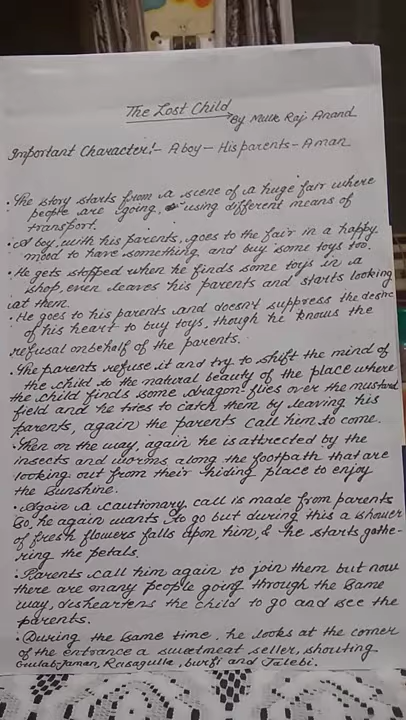 The Lost Child
By Mulk Raj Anand
Important Character:- A boy - His parents - A man
• The story starts from a scene of a huge fair where
people are going, using different means of
transport.
• A boy, with his parents, goes to the fair in a happy
mood to have something and buy some toys too.
• He gets stopped when he finds some toys in a
shop, even leaves his parents and starts looking
at them.
• He goes to his parents and doesn't suppress the desire
of his heart to buy toys, though he knows the
refusal onbehalf of the parents.
• The parents refuse it and try to shift the mind of
the child to the natural beauty of the place where
the child finds some dragon-flies over the mustard
field and he tries to catch them by leaving his
parents, again the parents call him to come.
• Then on the way, again he is attrected by the
insects and worms along the footpath that are
looking out from their hiding place to enjoy
the sunshine.
• Again a cautionary call is made from parents
So, he again wants to go but during this a shower
of fresh flowers falls upon him, & he starts gathe-
ring the petals.
• Parents call him again to join them but now
there are many people going through the same
way, disheartens the child to go and see the
parents.
• During the same time, he looks at the corner
of the entrance a sweetmeat seller, shouting
Gulab-Jaman, Rasagulla, burfi and Jalebi.